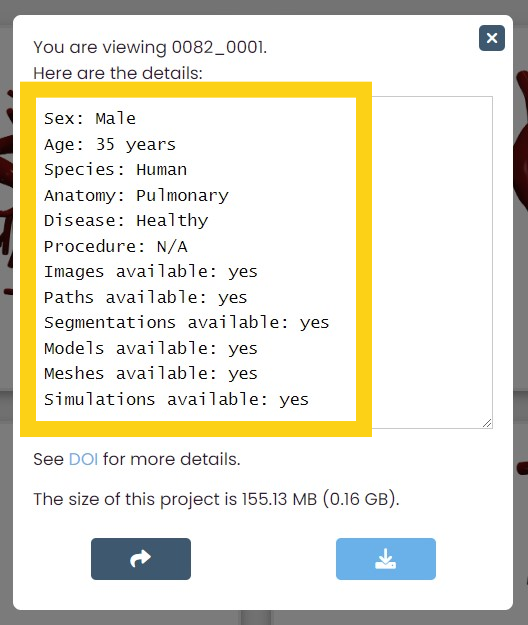 You are viewing 0082_0001.
Here are the details:
Sex: Male
Age: 35 years
Species: Human
Anatomy: Pulmonary
Disease: Healthy
Procedure: N/A
Images available: yes
Paths available: yes
Segmentations available: yes
Models available: yes
Meshes available: yes
Simulations available: yes
See DOI for more details.
The size of this project is 155.13 MB (0.16 GB).